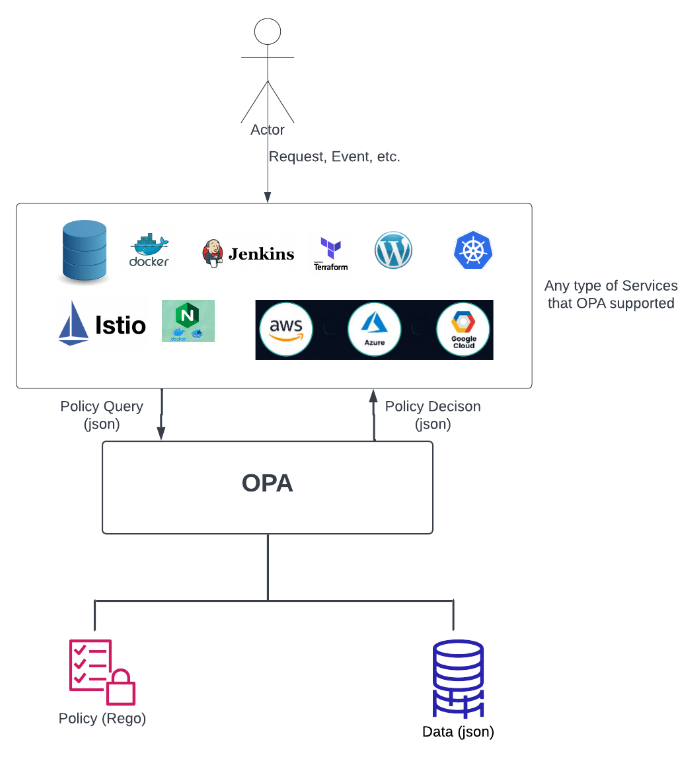 Actor
Request, Event, etc.
docker
Jenkins
Terraform
Any type of Services
that OPA supported
Istio
N
docker
aws
Azure
Google
Cloud
Policy Query
(json)
Policy Decison
(json)
OPA
Policy (Rego)
Data (json)